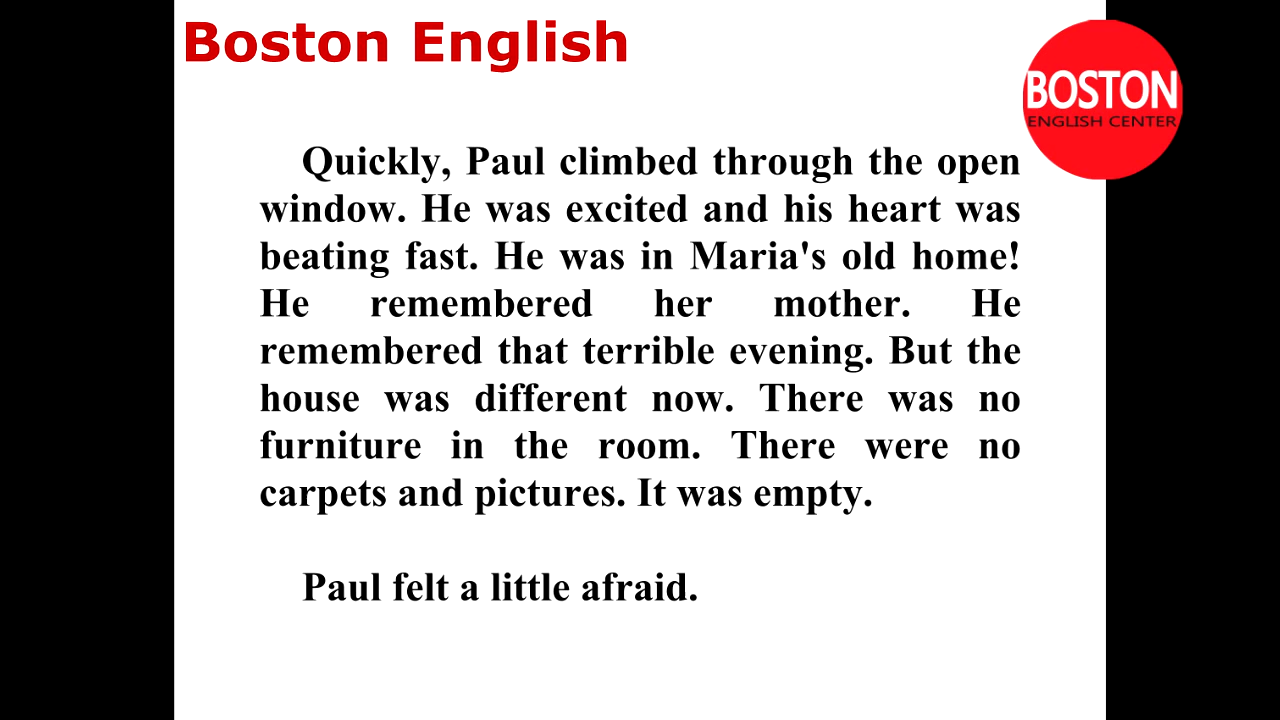 Boston English
BOSTON
ENGLISH CENTER
Quickly, Paul climbed through the open
window. He was excited and his heart was
beating fast. He was in Maria's old home!
He remembered her mother. He
remembered that terrible evening. But the
house was different now. There was no
furniture in the room. There were no
carpets and pictures. It was empty.
Paul felt a little afraid.